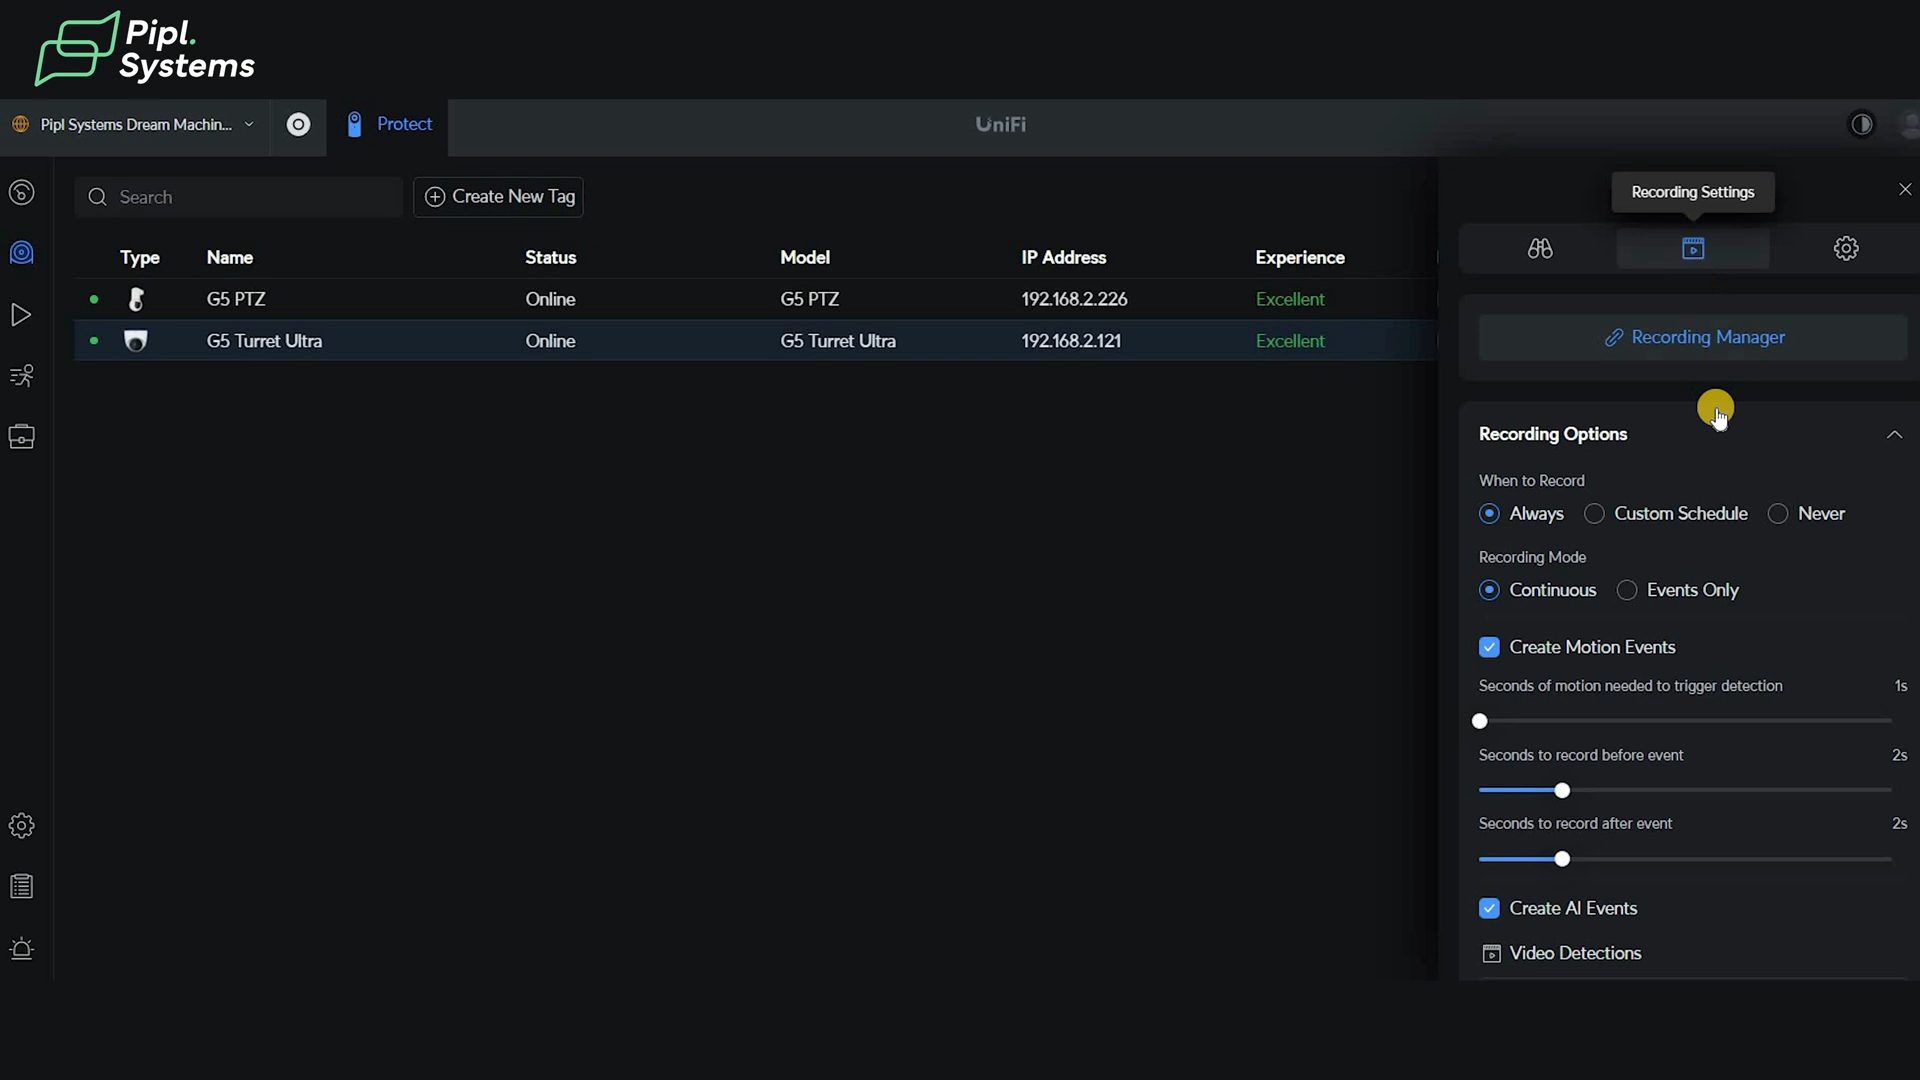 Pipl.
Systems
Pipl Systems Dream Machin...
Protect
UniFi
Search
Create New Tag
Recording Settings
Type Name Status Model IP Address Experience
G5 PTZ Online G5 PTZ 192.168.2.226 Excellent
G5 Turret Ultra Online G5 Turret Ultra 192.168.2.121 Excellent
Recording Manager
Recording Options
When to Record
Always Custom Schedule Never
Recording Mode
Continuous Events Only
Create Motion Events
Seconds of motion needed to trigger detection 1s
Seconds to record before event 2s
Seconds to record after event 2s
Create AI Events
Video Detections